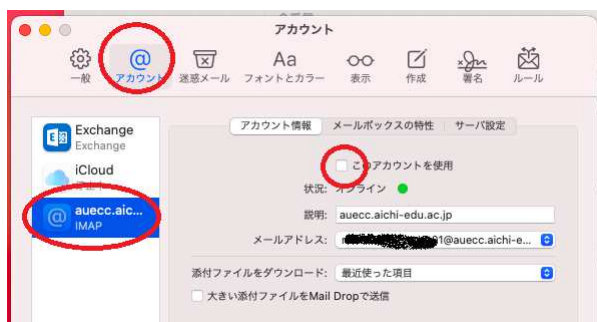 アカウント
一般 アカウント 迷惑メール フォントとカラー 表示 作成 署名 ルール
Exchange
Exchange
iCloud
auecc.aic...
IMAP
アカウント情報 メールボックスの特性 サーバ設定
このアカウントを使用
状況: オンライン
説明: auecc.aichi-edu.ac.jp
メールアドレス: 1@auecc.aichi-e...
添付ファイルをダウンロード: 最近使った項目
大きい添付ファイルをMail Dropで送信